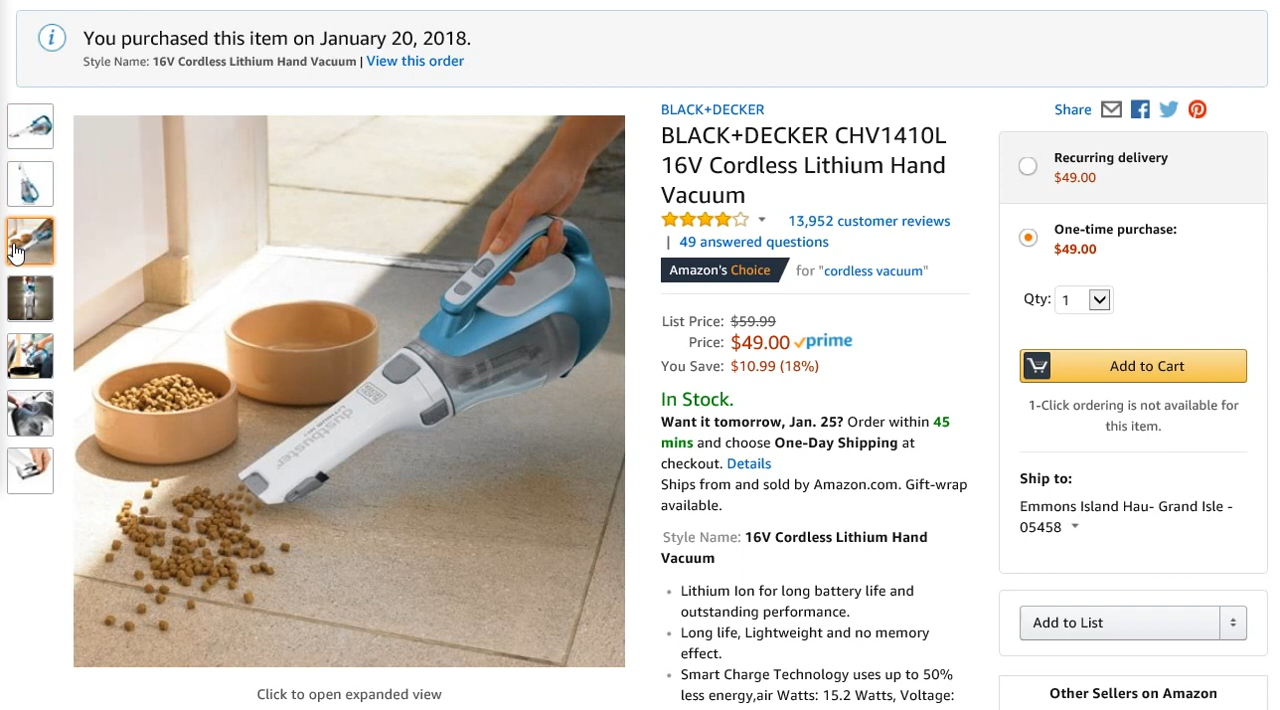 You purchased this item on January 20, 2018.
Style Name: 16V Cordless Lithium Hand Vacuum | View this order
BLACK+DECKER
BLACK+DECKER CHV1410L
16V Cordless Lithium Hand
Vacuum
13,952 customer reviews
| 49 answered questions
Amazon's Choice for "cordless vacuum"
List Price: $59.99
Price: $49.00 prime
You Save: $10.99 (18%)
In Stock.
Want it tomorrow, Jan. 25? Order within 45
mins and choose One-Day Shipping at
checkout. Details
Ships from and sold by Amazon.com. Gift-wrap
available.
Style Name: 16V Cordless Lithium Hand
Vacuum
• Lithium Ion for long battery life and
outstanding performance.
• Long life, Lightweight and no memory
effect.
• Smart Charge Technology uses up to 50%
less energy,air Watts: 15.2 Watts, Voltage:
Share
Recurring delivery
$49.00
One-time purchase:
$49.00
Qty: 1
Add to Cart
1-Click ordering is not available for
this item.
Ship to:
Emmons Island Hau- Grand Isle -
05458
Add to List
Other Sellers on Amazon
dustbuster
Click to open expanded view